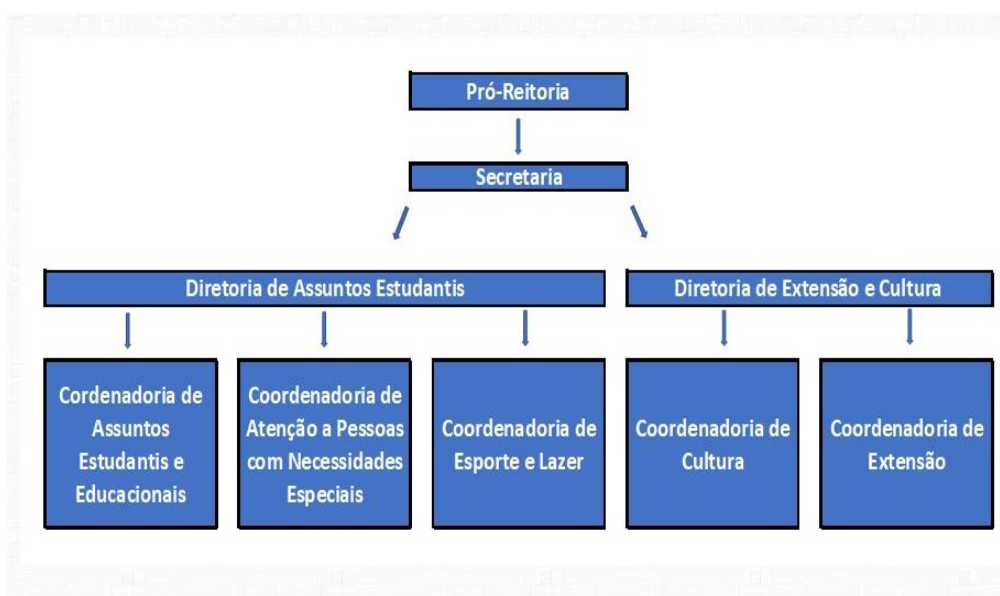 Pró-Reitoria
Secretaria
Diretoria de Assuntos Estudantis
Diretoria de Extensão e Cultura
Cordenadoria de
Assuntos
Estudantis e
Educacionais
Coordenadoria de
Atenção a Pessoas
com Necessidades
Especiais
Coordenadoria de
Esporte e Lazer
Coordenadoria de
Cultura
Coordenadoria de
Extensão